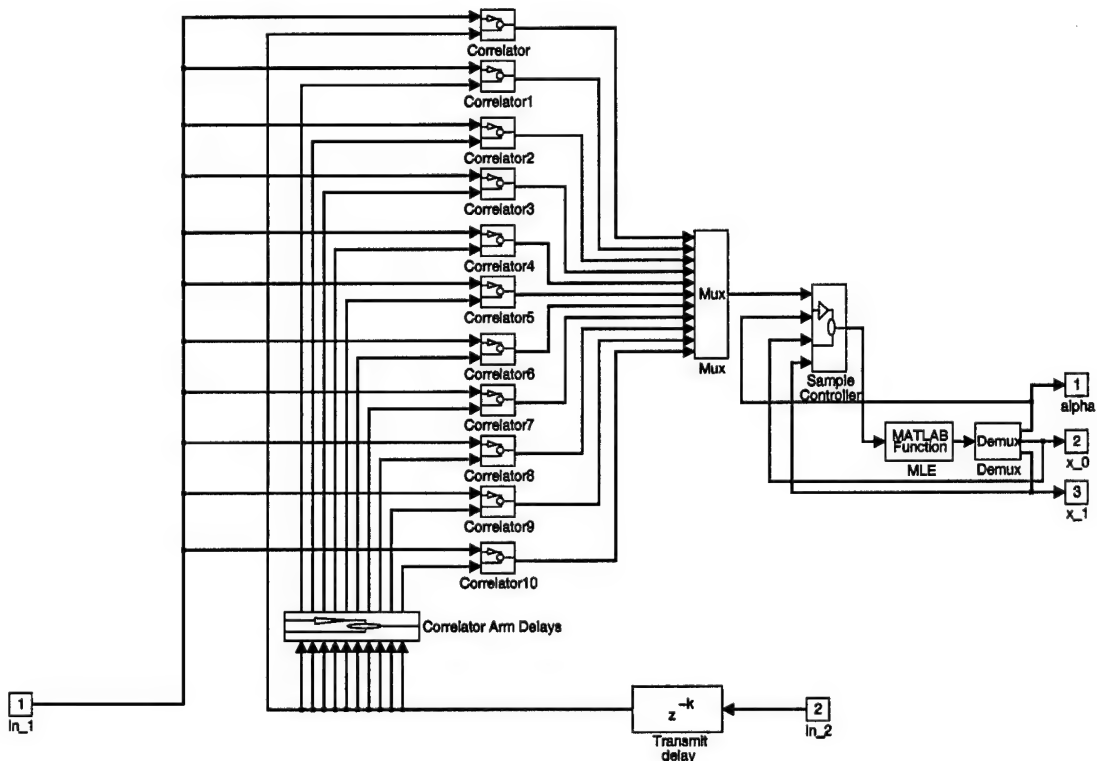 Correlator
Correlator1
Correlator2
Correlator3
Correlator4
Correlator5
Correlator6
Correlator7
Correlator8
Correlator9
Correlator10
Correlator Arm Delays
Mux
Mux
Sample
Controller
MATLAB
Function
MLE
Demux
Demux
1
alpha
2
x_0
3
x_1
1
in_1
z^-k
Transmit
delay
2
in_2